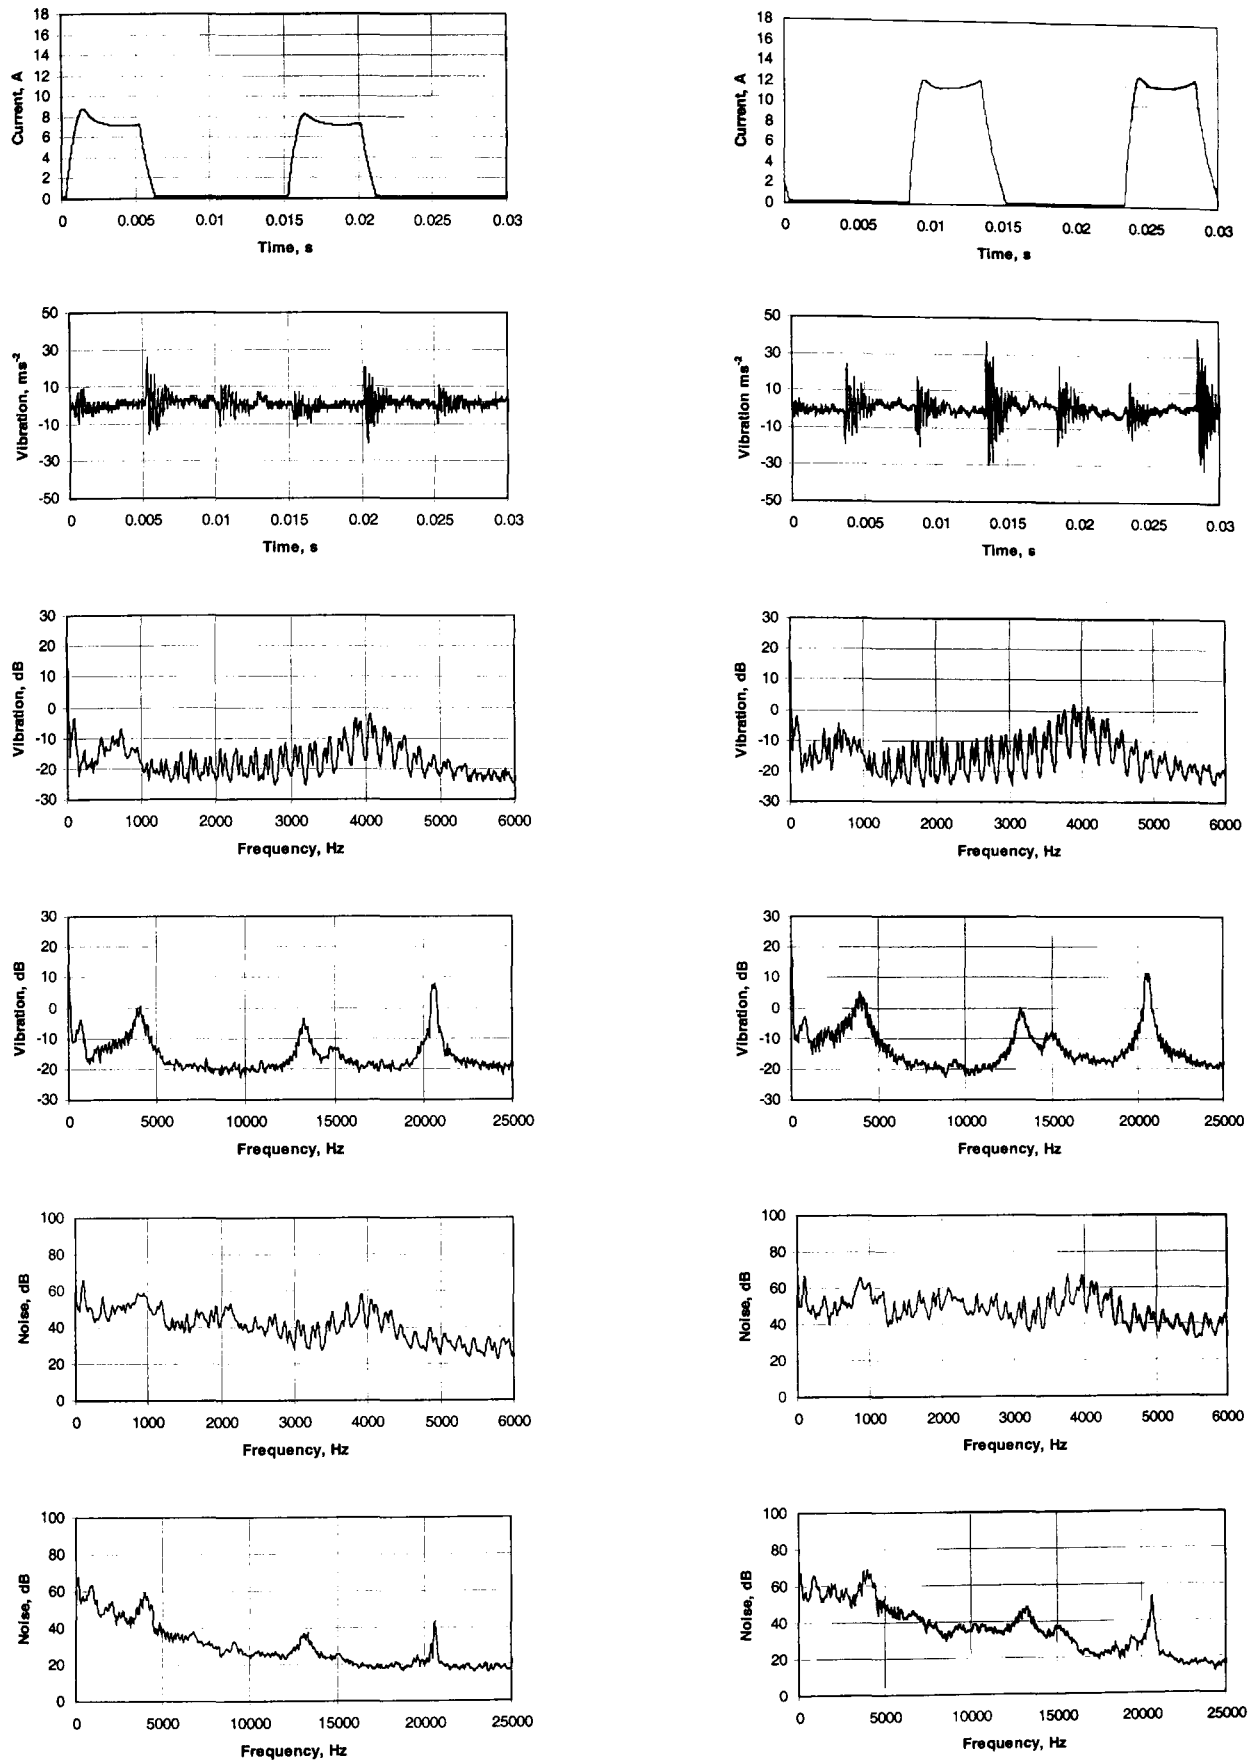 18
16
14
12
10
8
6
4
2
0
Current, A
0 0.005 0.01 0.015 0.02 0.025 0.03
Time, s
18
16
14
12
10
8
6
4
2
0
Current, A
0 0.005 0.01 0.015 0.02 0.025 0.03
Time, s
50
30
10
-10
-30
-50
Vibration, ms-2
0 0.005 0.01 0.015 0.02 0.025 0.03
Time, s
50
30
10
-10
-30
-50
Vibration ms-2
0 0.005 0.01 0.015 0.02 0.025 0.03
Time, s
30
20
10
0
-10
-20
-30
Vibration, dB
0 1000 2000 3000 4000 5000 6000
Frequency, Hz
30
20
10
0
-10
-20
-30
Vibration, dB
0 1000 2000 3000 4000 5000 6000
Frequency, Hz
30
20
10
0
-10
-20
-30
Vibration, dB
0 5000 10000 15000 20000 25000
Frequency, Hz
30
20
10
0
-10
-20
-30
Vibration, dB
0 5000 10000 15000 20000 25000
Frequency, Hz
100
80
60
40
20
0
Noise, dB
0 1000 2000 3000 4000 5000 6000
Frequency, Hz
100
80
60
40
20
0
Noise, dB
0 1000 2000 3000 4000 5000 6000
Frequency, Hz
100
80
60
40
20
0
Noise, dB
0 5000 10000 15000 20000 25000
Frequency, Hz
100
80
60
40
20
0
Noise, dB
0 5000 10000 15000 20000 25000
Frequency, Hz